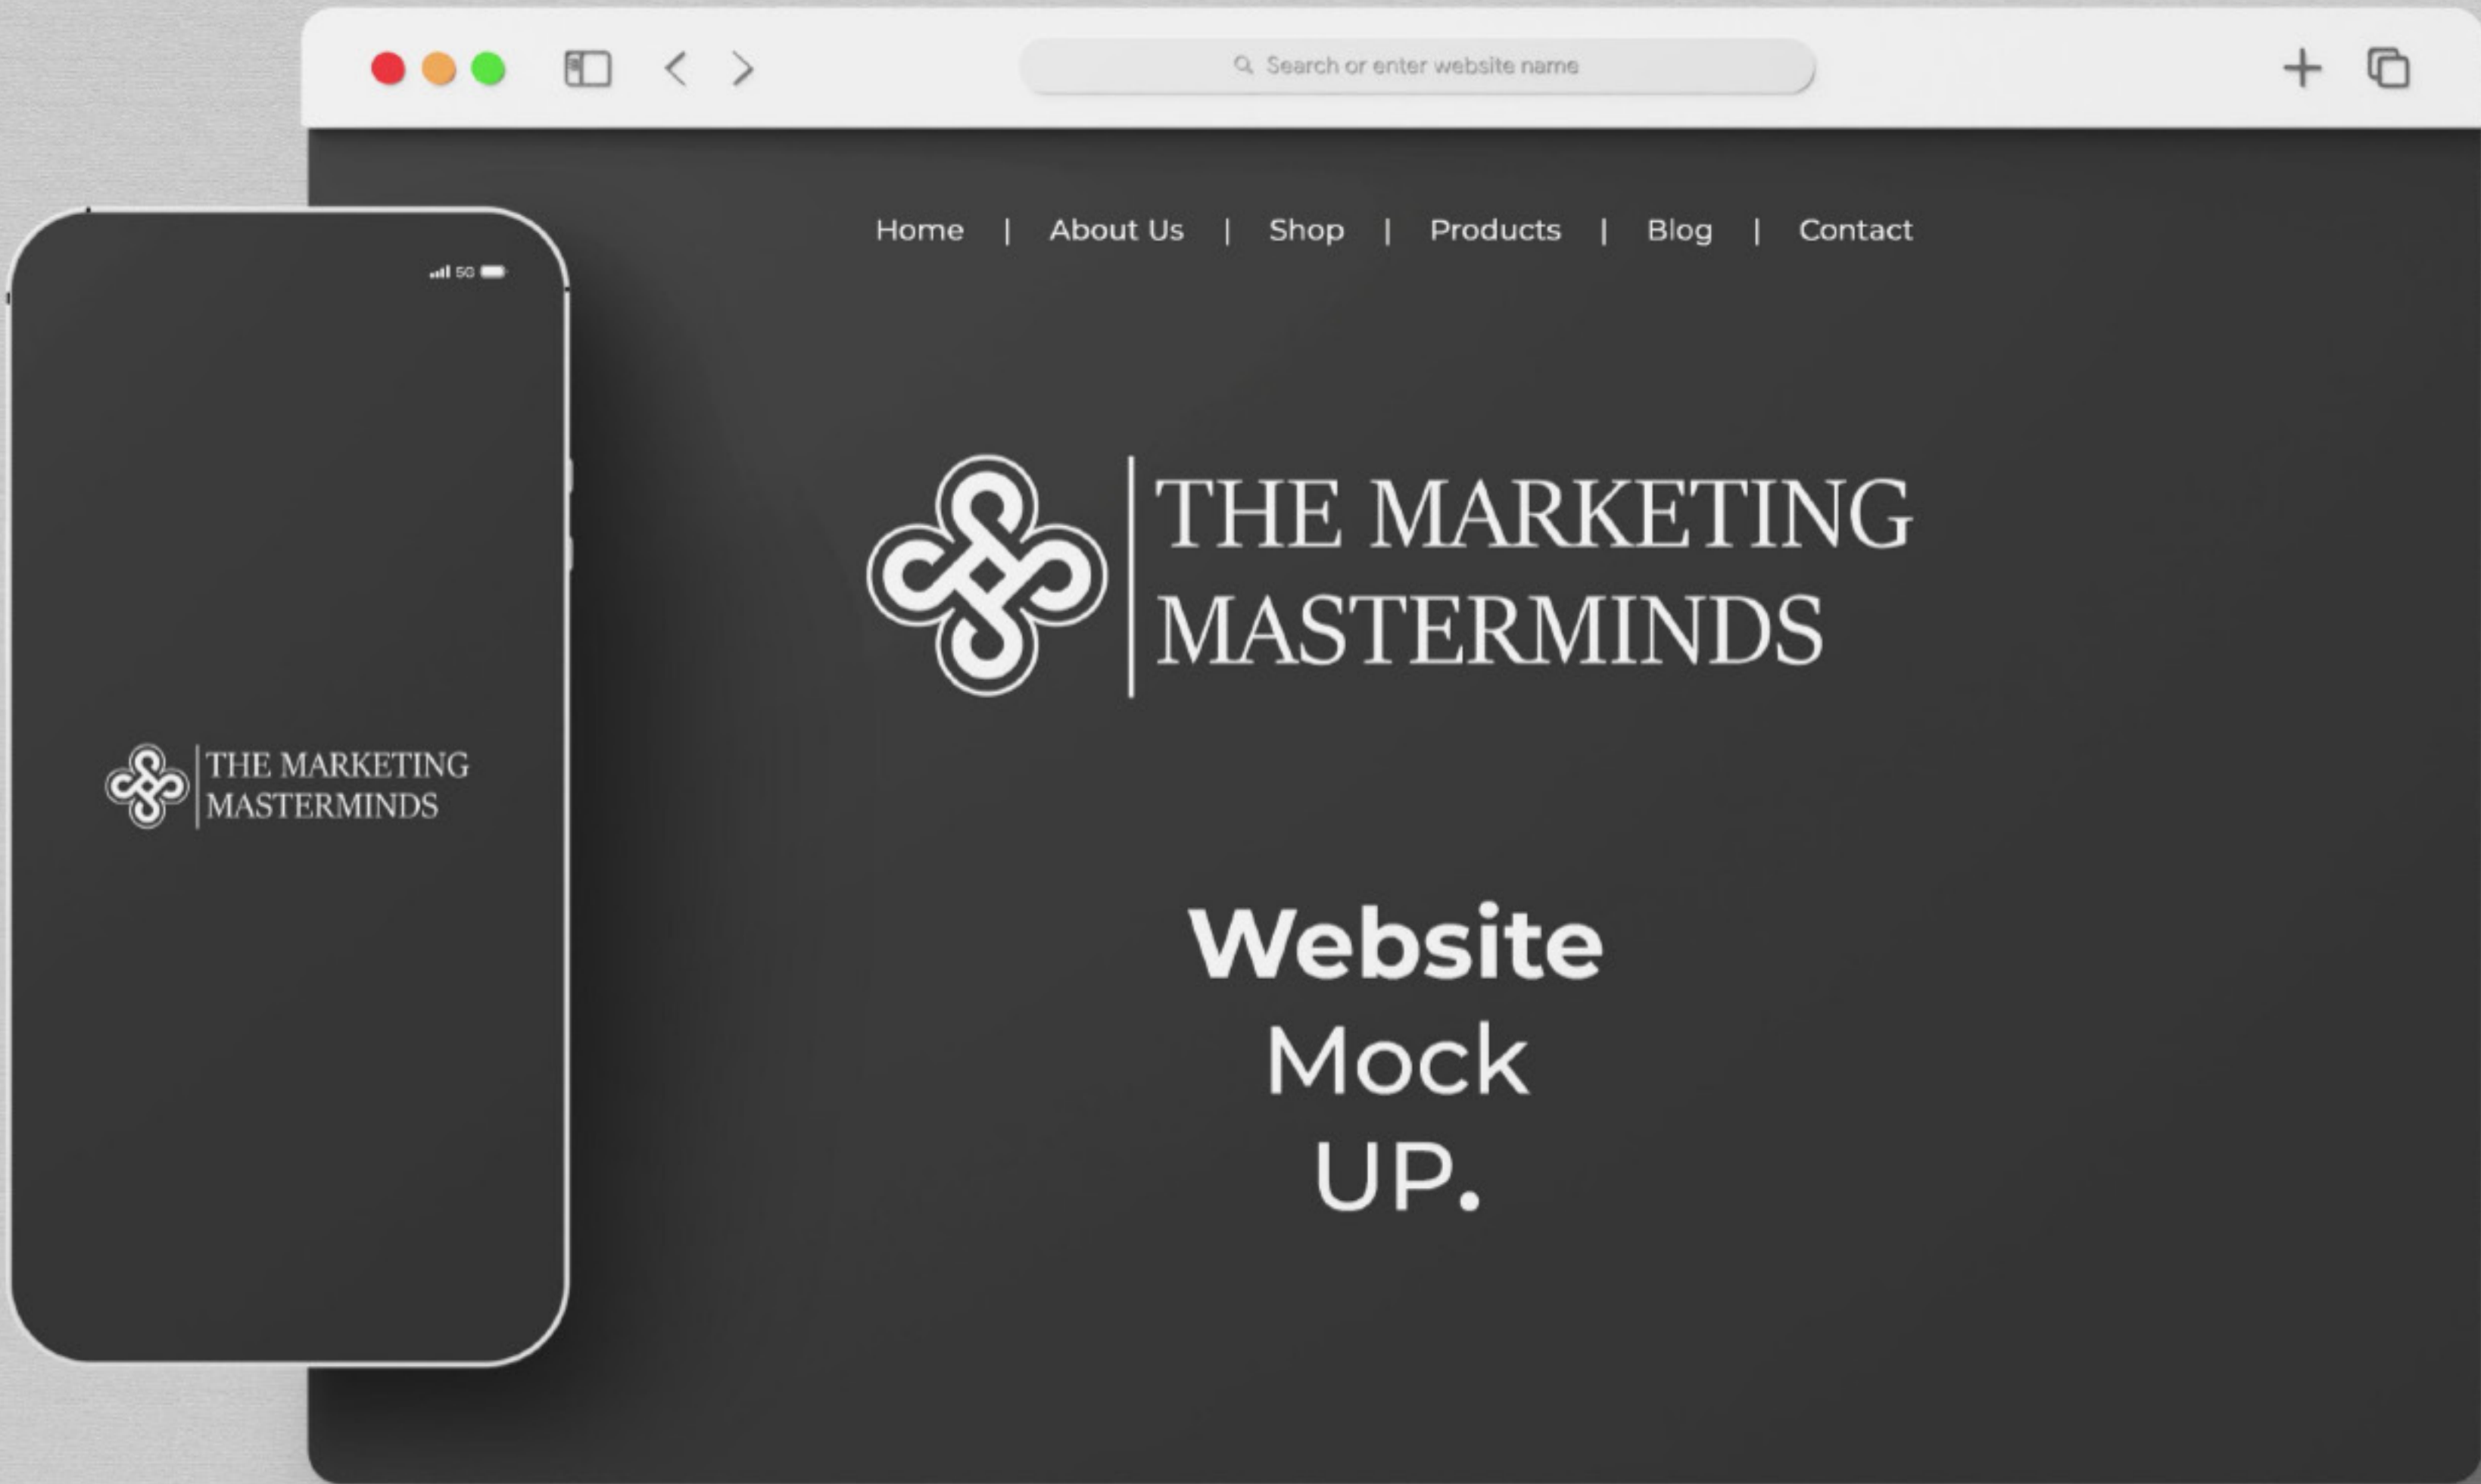 Search or enter website name
Home | About Us | Shop | Products | Blog | Contact
5G
THE MARKETING
MASTERMINDS
THE MARKETING
MASTERMINDS
Website
Mock
UP.